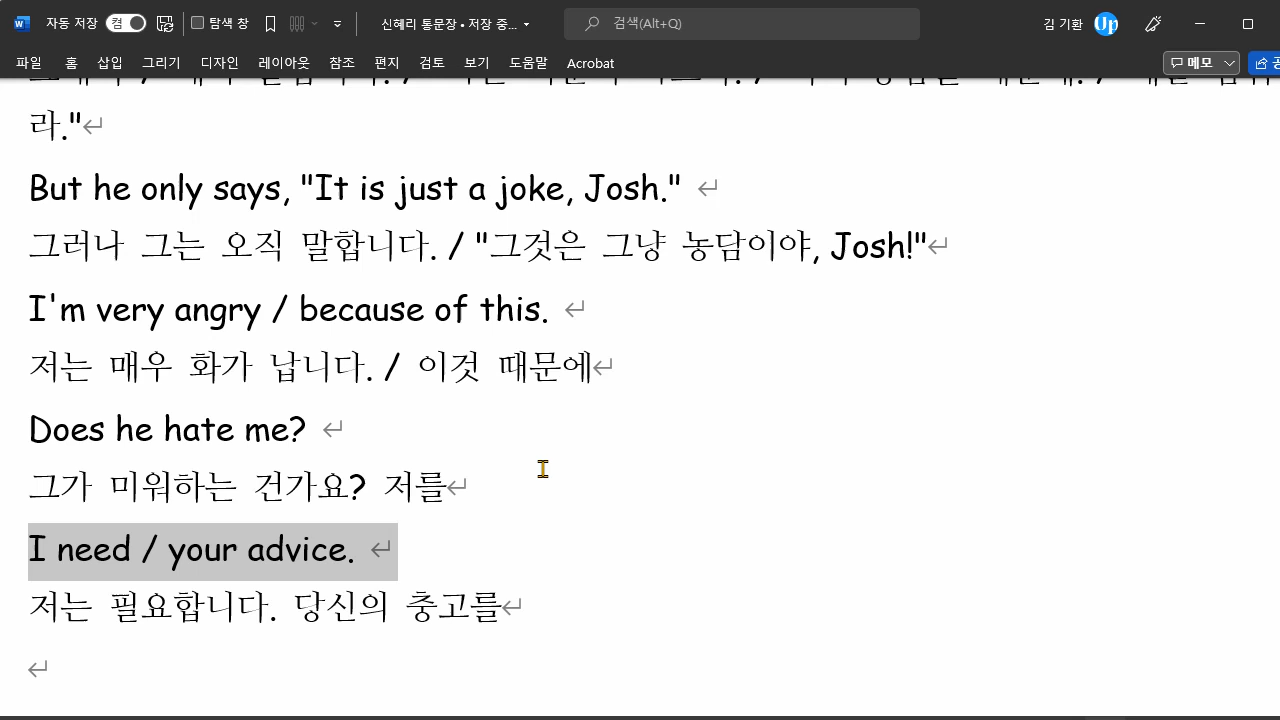 자동 저장 컴 탐색 창 신혜리 통문장 • 저장 중... 검색(Alt+Q) 김 기환 Up
파일 홈 삽입 그리기 디자인 레이아웃 참조 편지 검토 보기 도움말 Acrobat 메모
라."
But he only says, "It is just a joke, Josh."
그러나 그는 오직 말합니다. / "그것은 그냥 농담이야, Josh!"
I'm very angry / because of this.
저는 매우 화가 납니다. / 이것 때문에
Does he hate me?
그가 미워하는 건가요? 저를
I need / your advice.
저는 필요합니다. 당신의 충고를